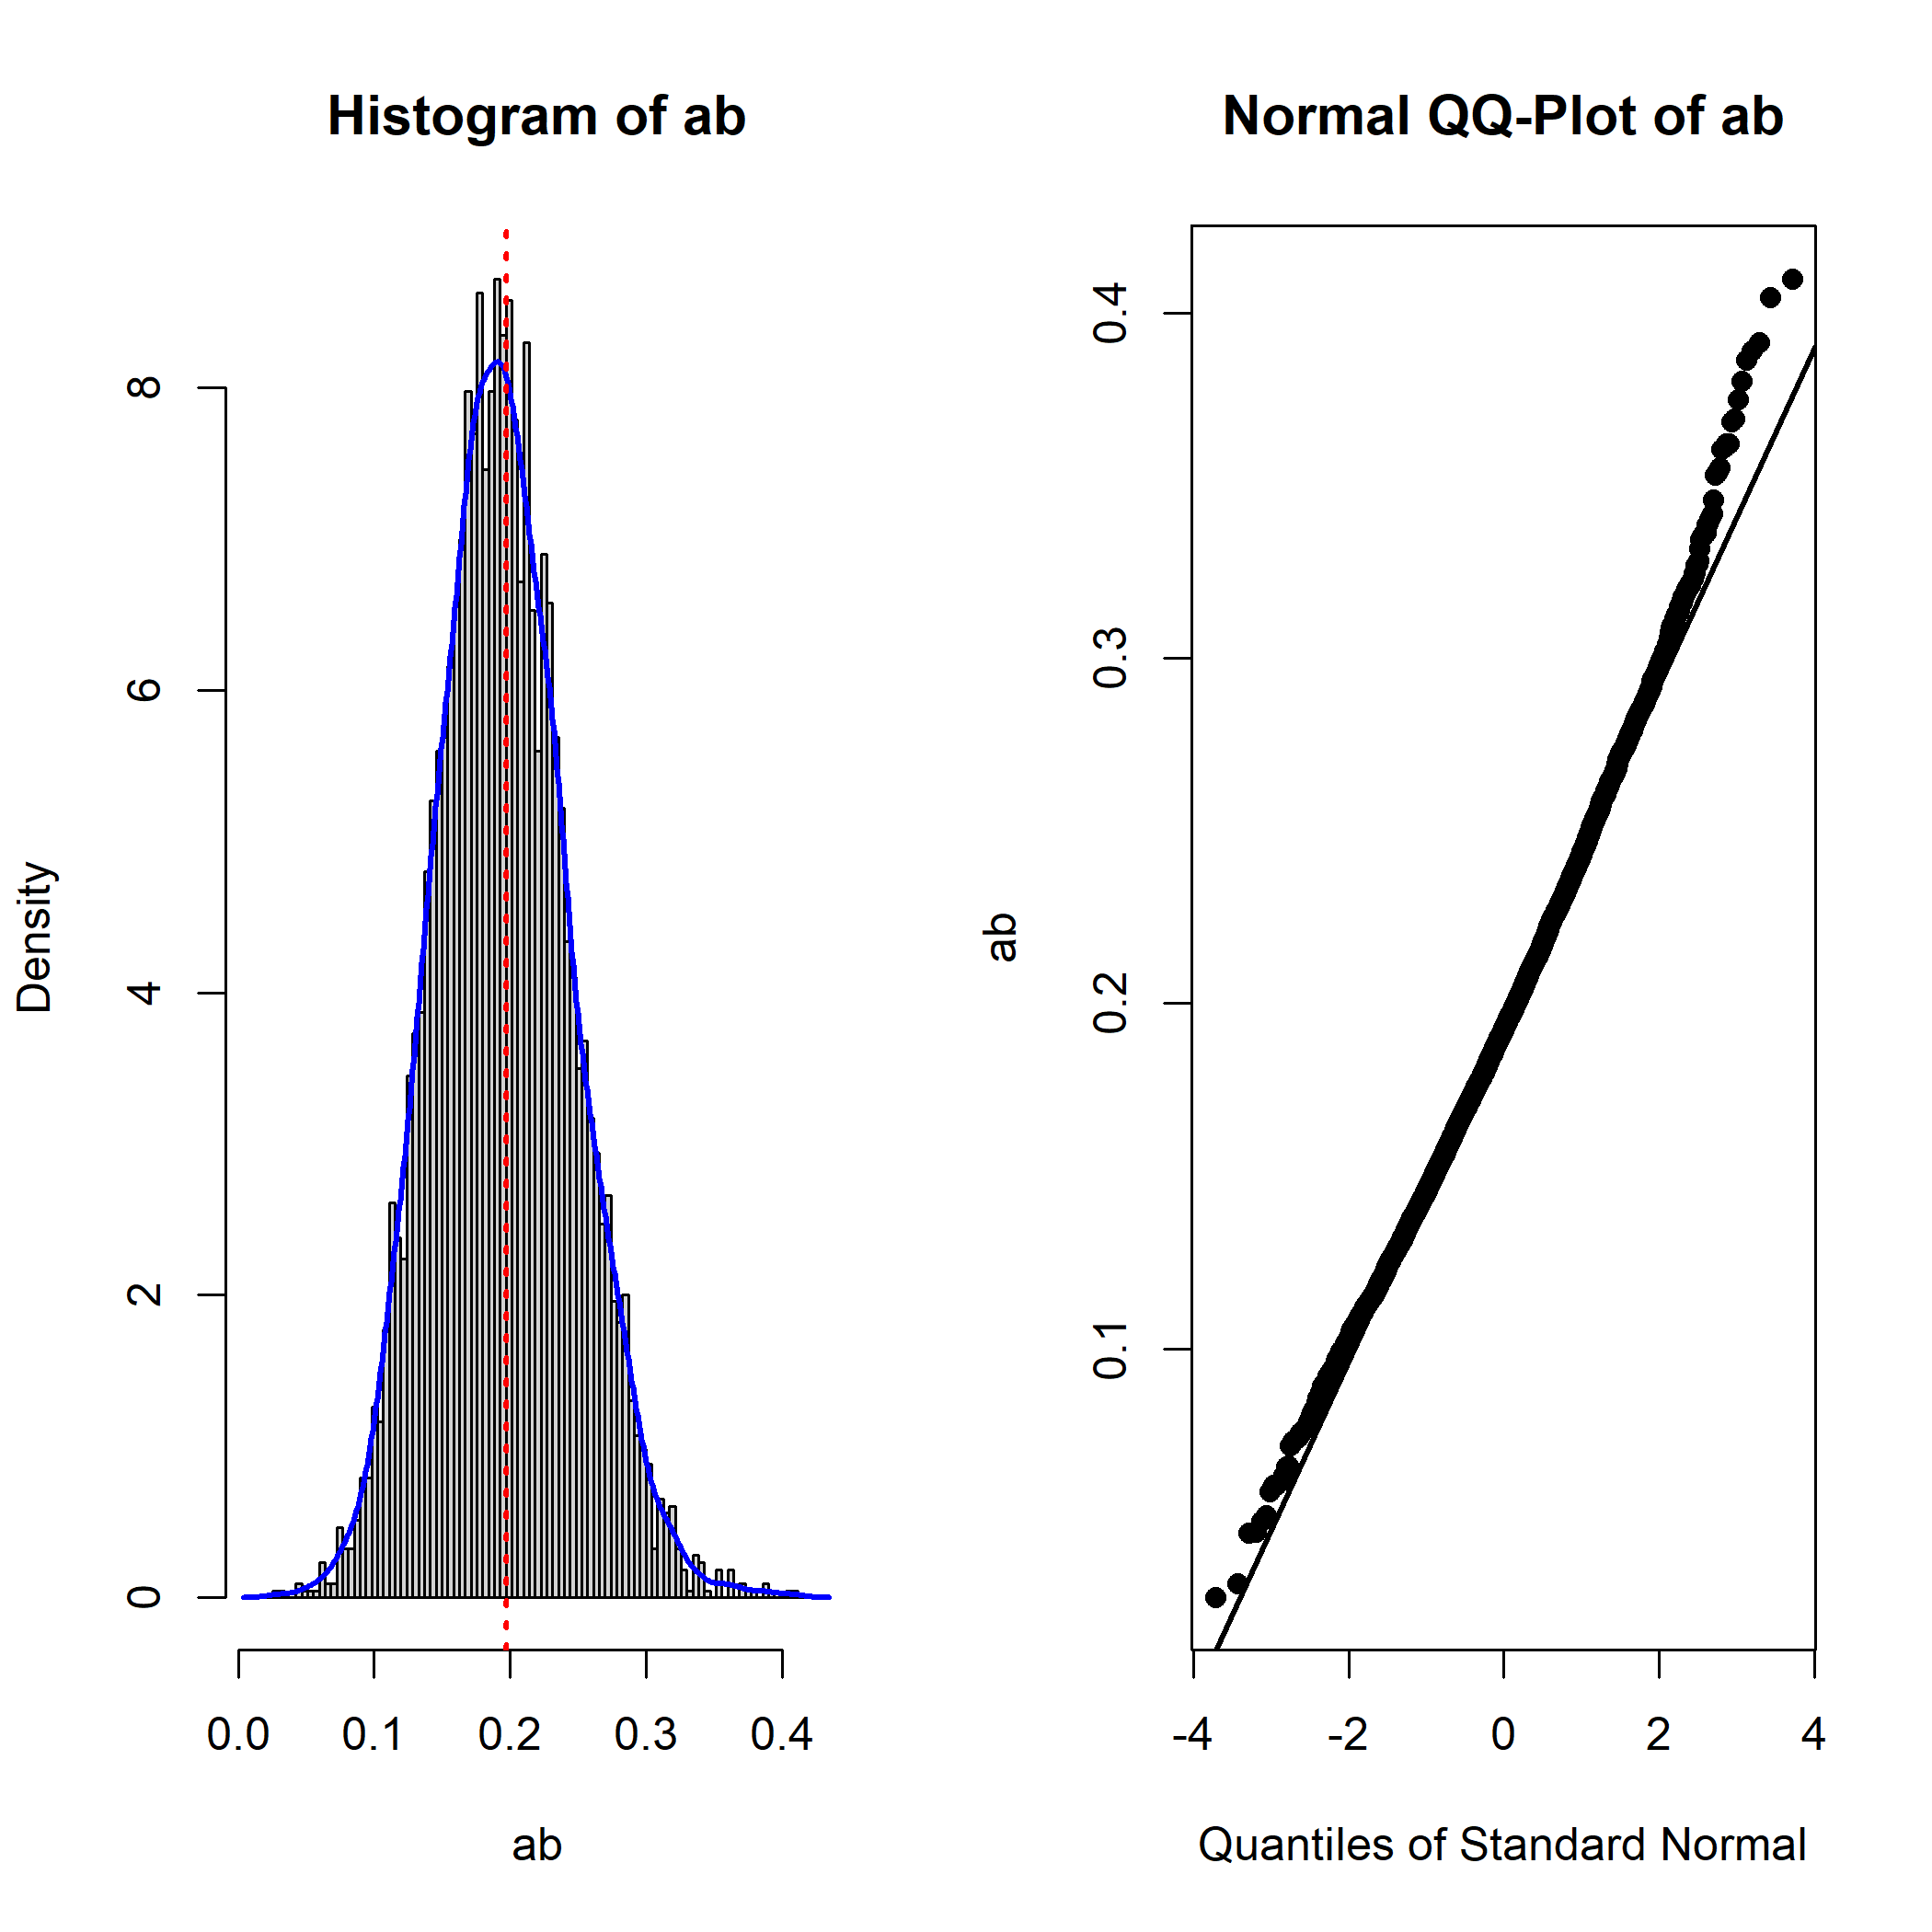 Histogram of ab
Density
0
2
4
6
8
0.0 0.1 0.2 0.3 0.4
ab
Normal QQ-Plot of ab
ab
0.1
0.2
0.3
0.4
-4 -2 0 2 4
Quantiles of Standard Normal